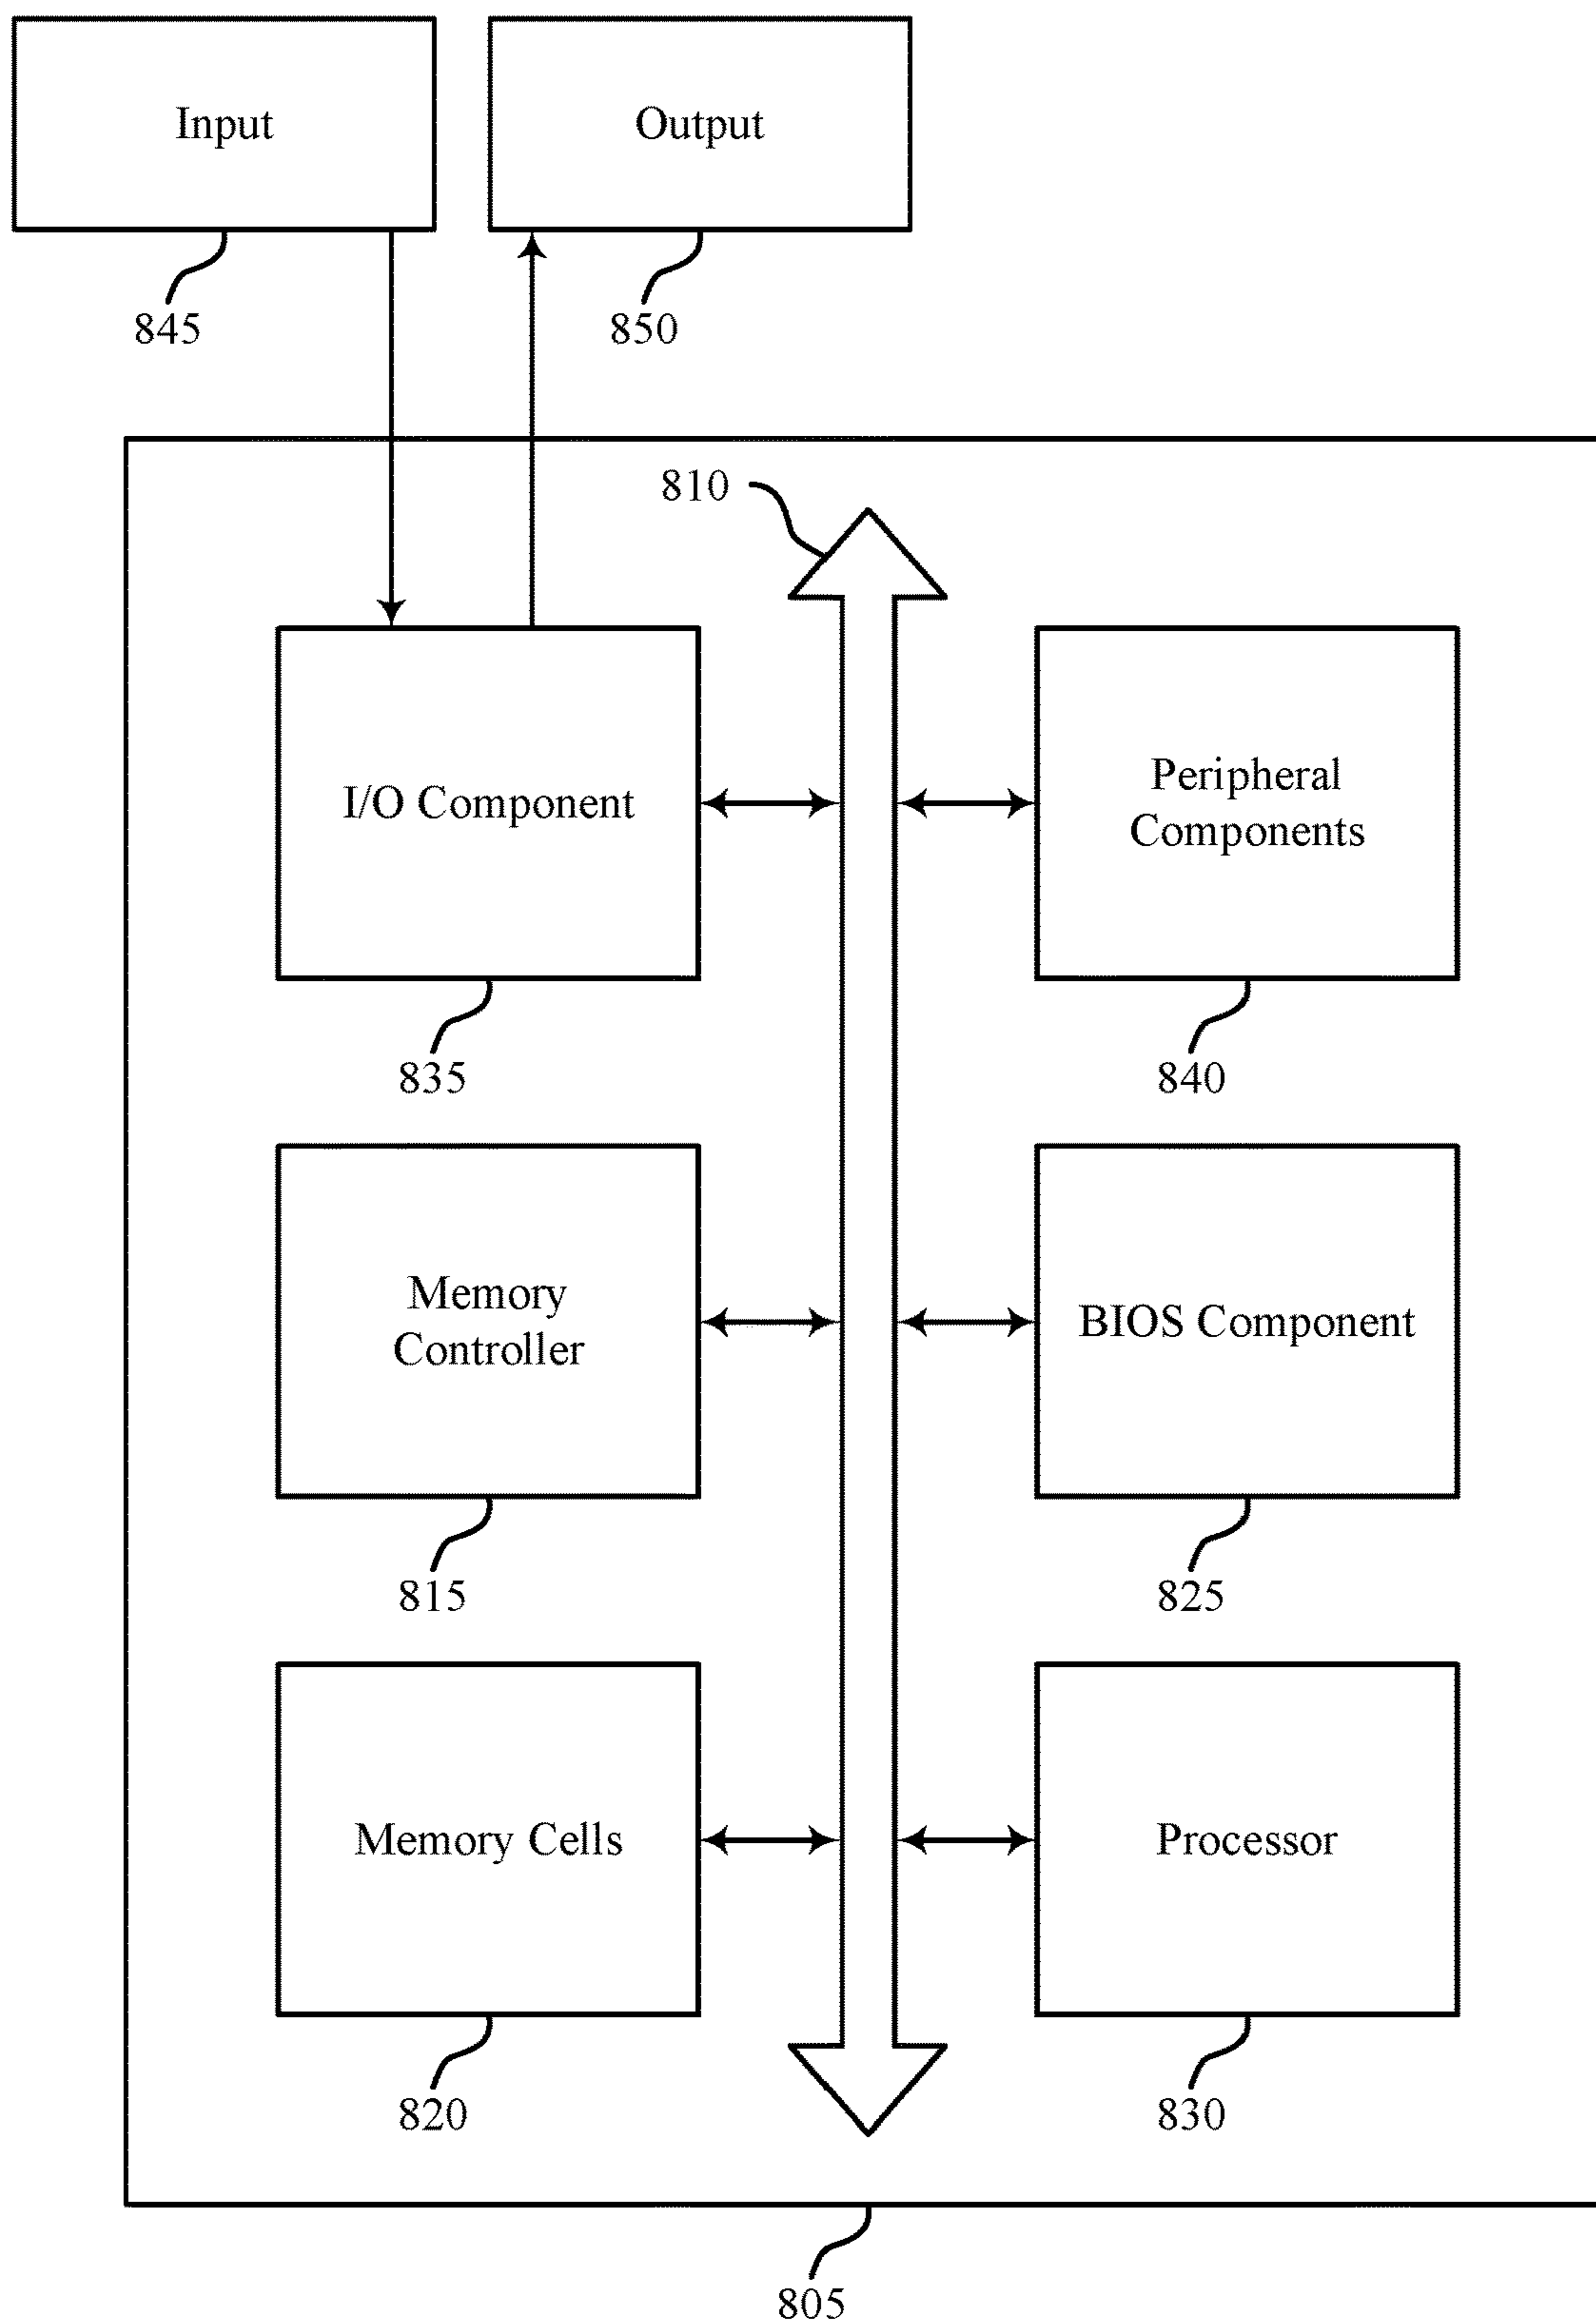 Input
Output
845
850
810
I/O Component
Peripheral
Components
835
840
Memory
Controller
BIOS Component
815
825
Memory Cells
Processor
820
830
805